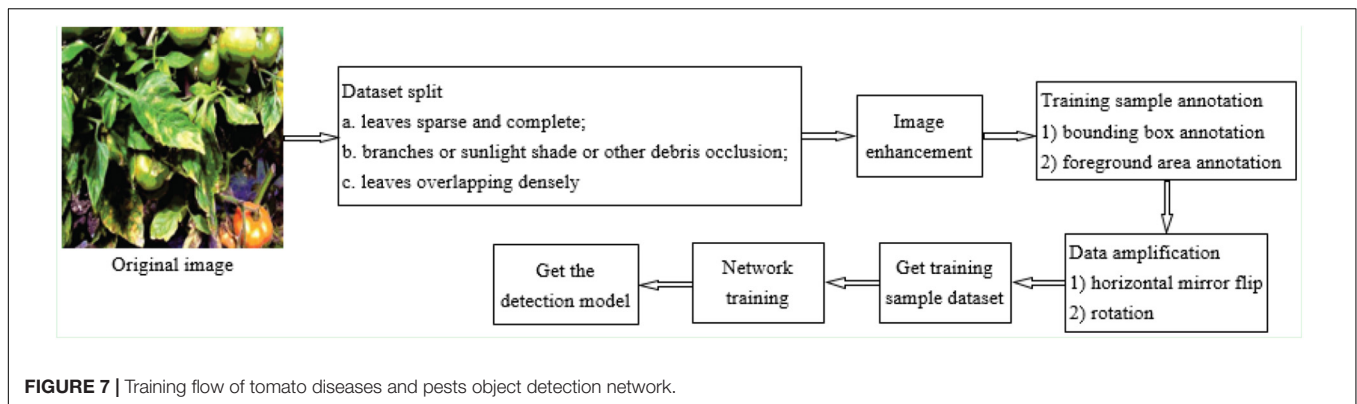 Original image
Dataset split
a. leaves sparse and complete;
b. branches or sunlight shade or other debris occlusion;
c. leaves overlapping densely
Image
enhancement
Training sample annotation
1) bounding box annotation
2) foreground area annotation
Data amplification
1) horizontal mirror flip
2) rotation
Get training
sample dataset
Network
training
Get the
detection model
FIGURE 7 | Training flow of tomato diseases and pests object detection network.